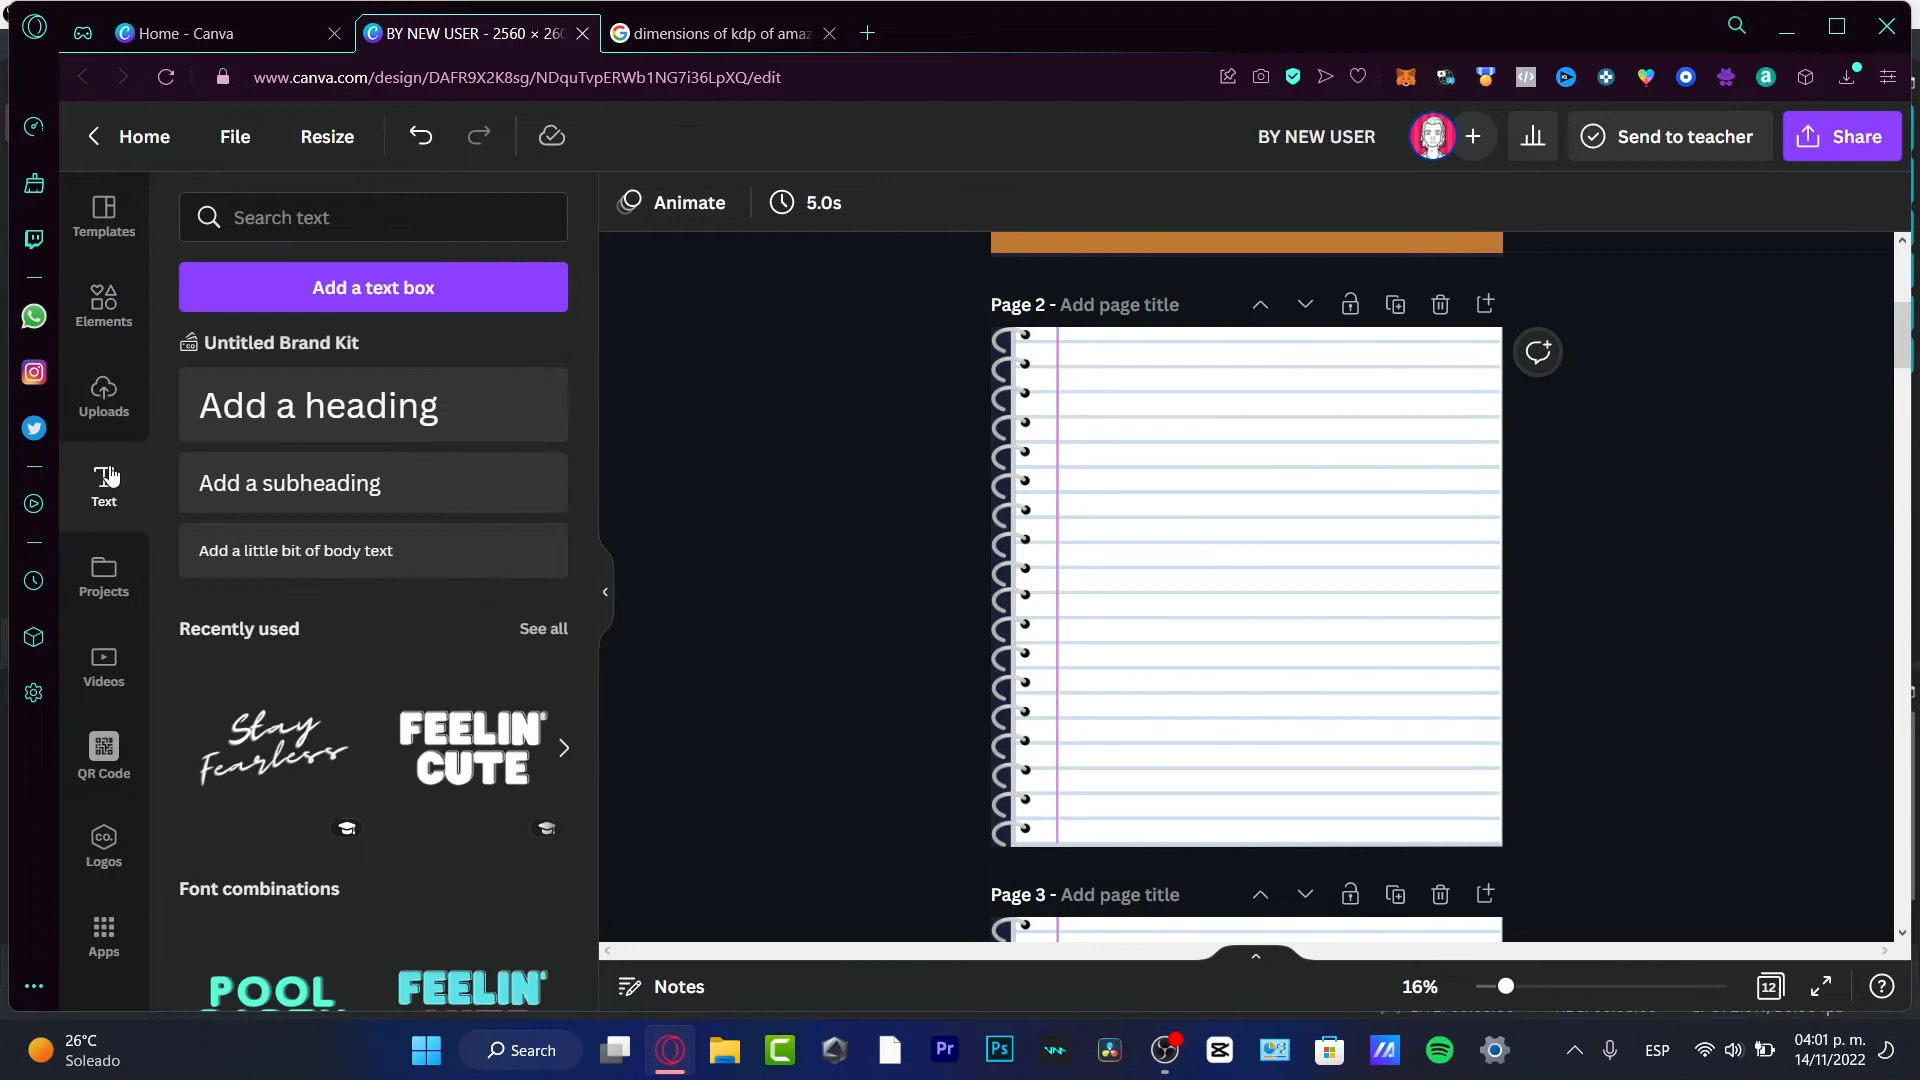 Home - Canva
BY NEW USER - 2560 × 260
dimensions of kdp of amaz
www.canva.com/design/DAFR9X2K8sg/NDquTvpERWb1NG7i36LpXQ/edit
Home
File
Resize
BY NEW USER
Send to teacher
Share
Templates
Elements
Uploads
Text
Projects
Videos
QR Code
CO.
Logos
Apps
Search text
Add a text box
Untitled Brand Kit
Add a heading
Add a subheading
Add a little bit of body text
Recently used
See all
Stay
Fearless
FEELIN'
CUTE
Font combinations
POOL
FEELIN'
Animate
5.0s
Page 2 - Add page title
Page 3 - Add page title
Notes
16%
12
26°C
Soleado
Search
Pr
Ps
ESP
04:01 p. m.
14/11/2022